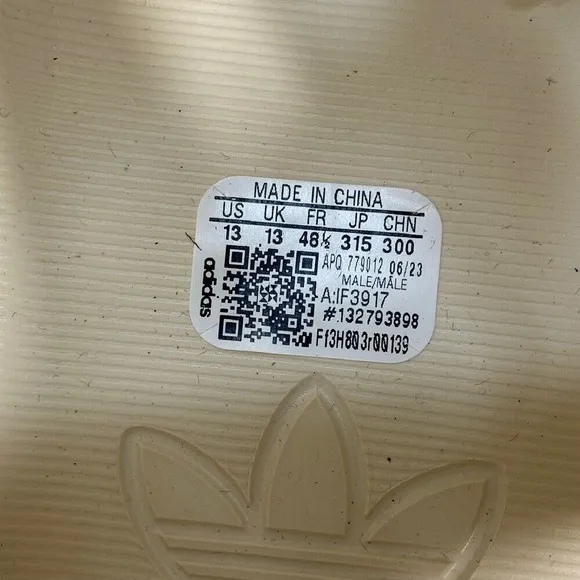 MADE IN CHINA
US UK FR JP CHN
13 13 48½ 315 300
APQ 779012 06/23
MALE/MÂLE
A:IF3917
#:132793898
F13H803r00139
adidas